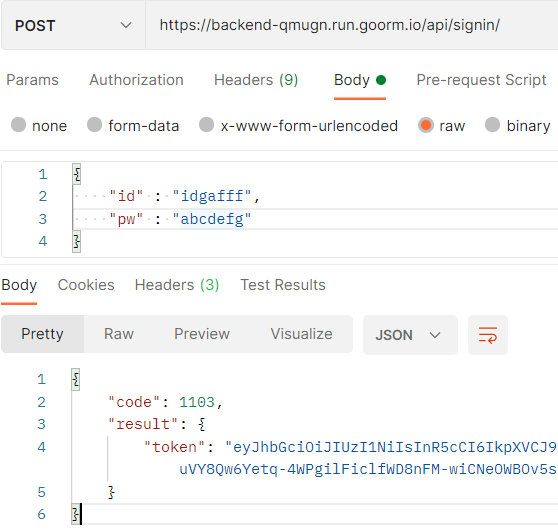 POST https://backend-qmugn.run.goorm.io/api/signin/
Params Authorization Headers (9) Body Pre-request Script
none form-data x-www-form-urlencoded raw binary
1 {
2 "id" : "idgafff",
3 "pw" : "abcdefg"
4 }
Body Cookies Headers (3) Test Results
Pretty Raw Preview Visualize JSON
1 {
2 "code": 1103,
3 "result": {
4 "token": "eyJhbGciOiJIUzI1NiIsInR5cCI6IkpXVCJ9
uVY8Qw6Yetq-4WPgilFiclfWD8nFM-wiCNeOWBOv5s
5 }
6 }